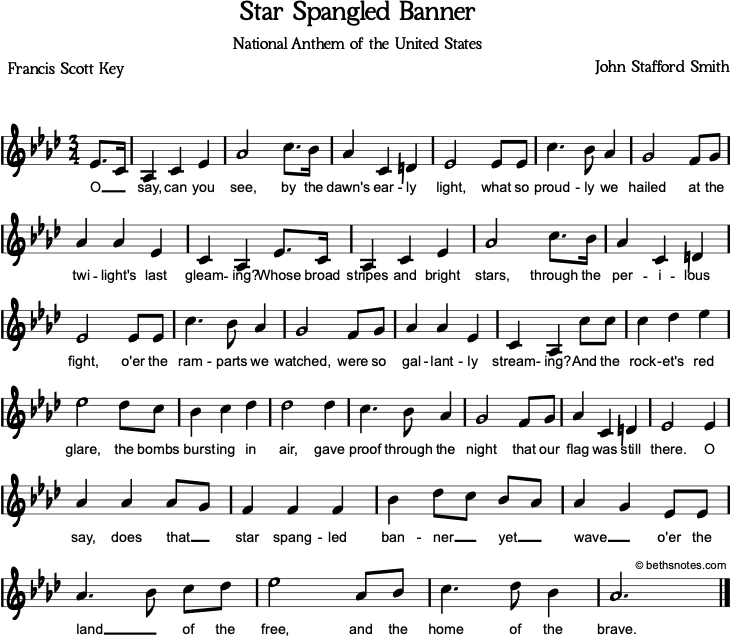 Star Spangled Banner
National Anthem of the United States
Francis Scott Key
John Stafford Smith
3
4
O say, can you see, by the dawn's ear - ly light, what so proud - ly we hailed at the
twi - light's last gleam - ing? Whose broad stripes and bright stars, through the per - i - lous
fight, o'er the ram - parts we watched, were so gal - lant - ly stream - ing? And the rock - et's red
glare, the bombs burst - ing in air, gave proof through the night that our flag was still there. O
say, does that star spang - led ban - ner yet wave o'er the
© bethsnotes.com
land of the free, and the home of the brave.